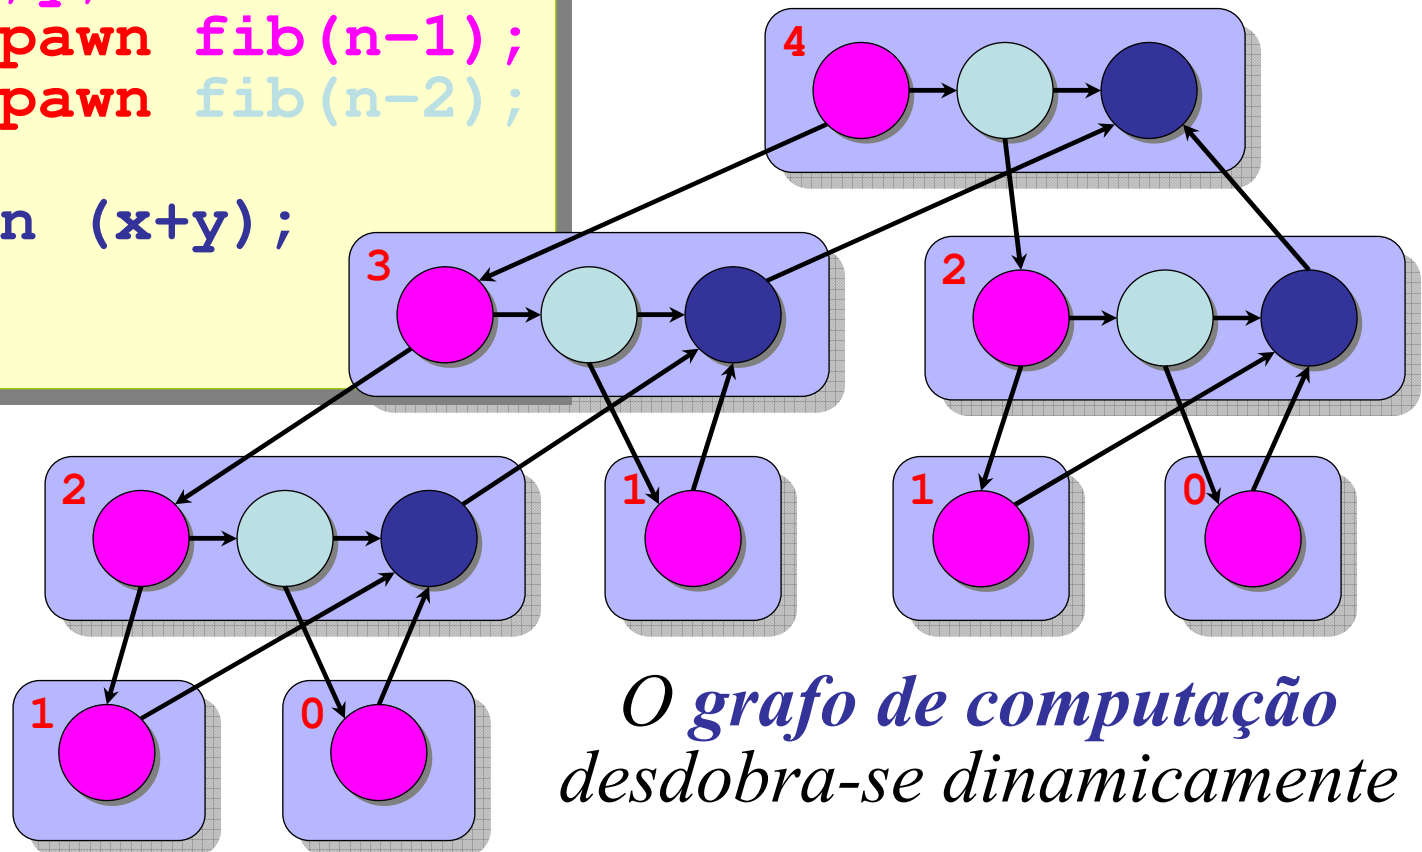 pawn fib(n-1);
pawn fib(n-2);
n (x+y);
4
3
2
2
1
1
0
1
0
O grafo de computação
desdobra-se dinamicamente